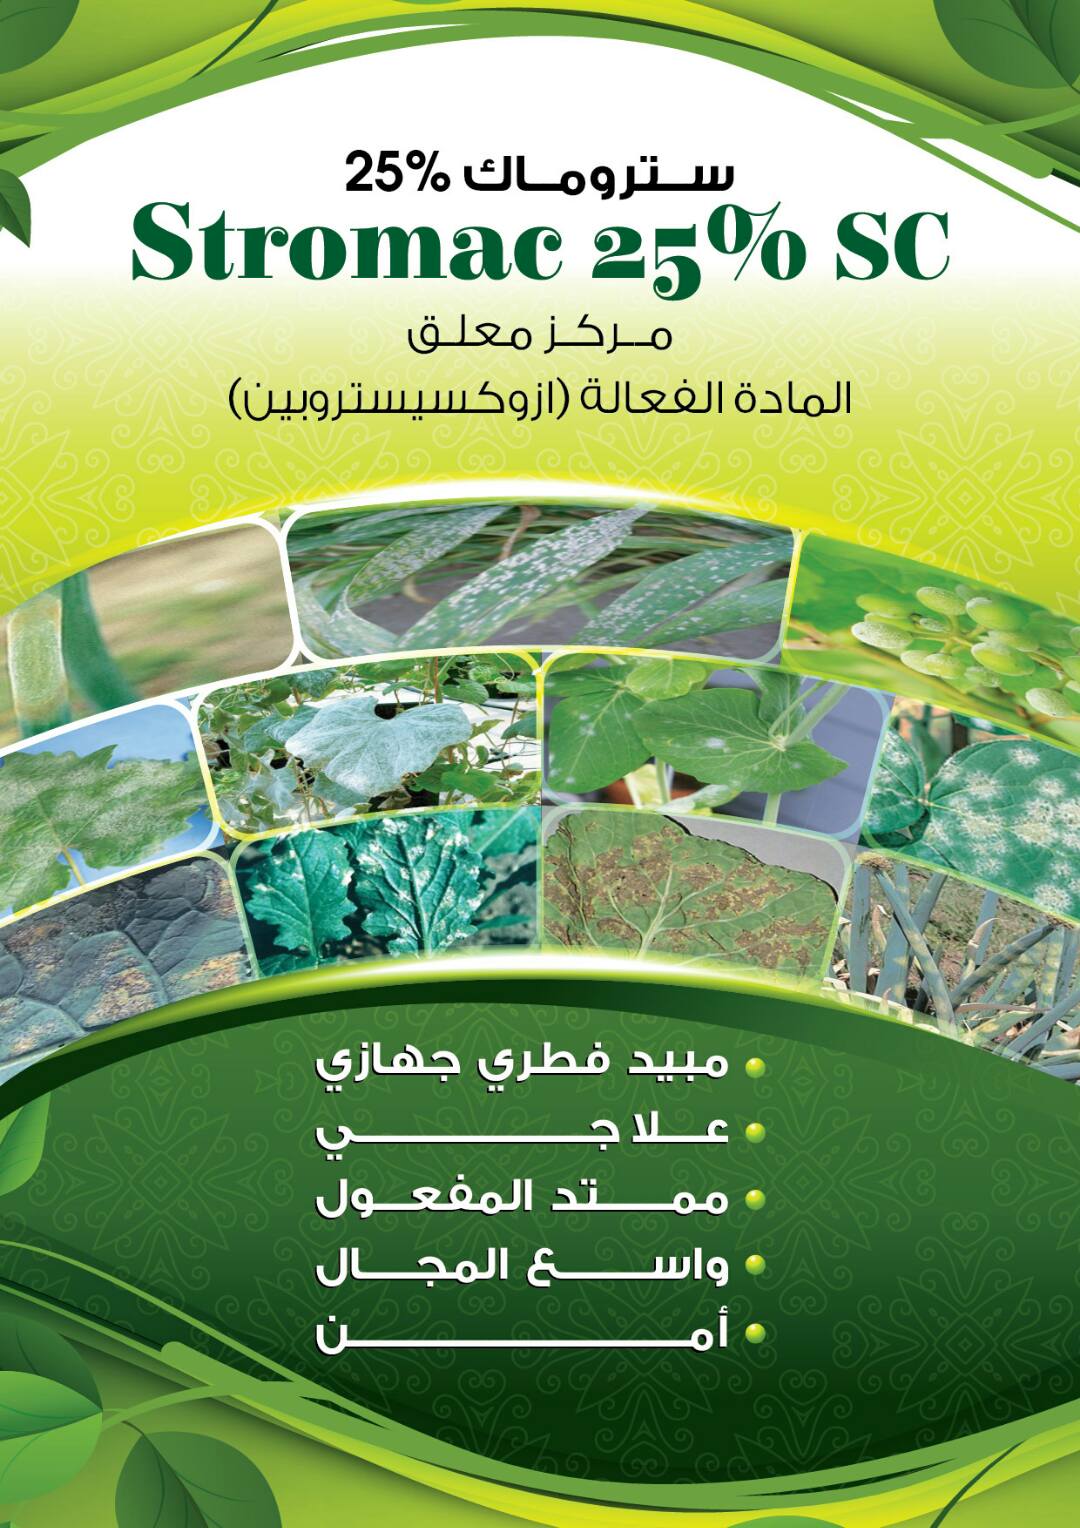 ستروماك 25%
Stromac 25% SC
مركز معلق
المادة الفعالة (ازوكسيستروبين)
مبيد فطري جهازي
علاجي
ممتد المفعول
واسع المجال
أمن